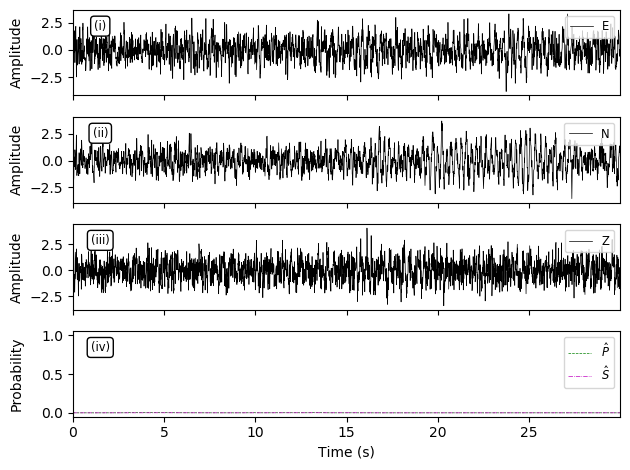 Amplitude
2.5
0.0
−2.5
(i)
E
Amplitude
2.5
0.0
−2.5
(ii)
N
Amplitude
2.5
0.0
−2.5
(iii)
Z
Probability
1.0
0.5
0.0
(iv)
P̂
Ŝ
0 5 10 15 20 25
Time (s)